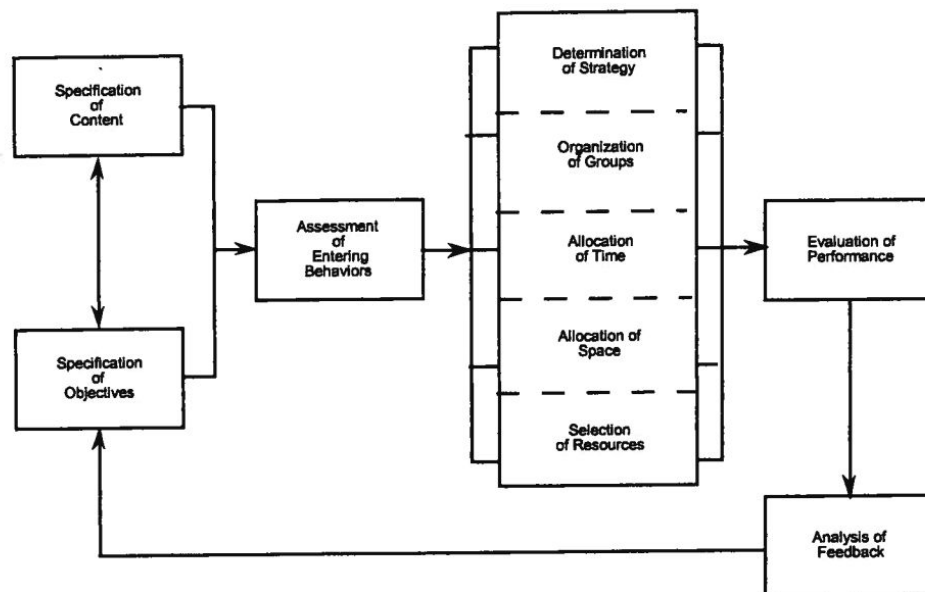 Specification
of
Content
Specification
of
Objectives
Assessment
of
Entering
Behaviors
Determination
of Strategy
Organization
of Groups
Allocation
of Time
Allocation of
Space
Selection
of Resources
Evaluation of
Performance
Analysis of
Feedback